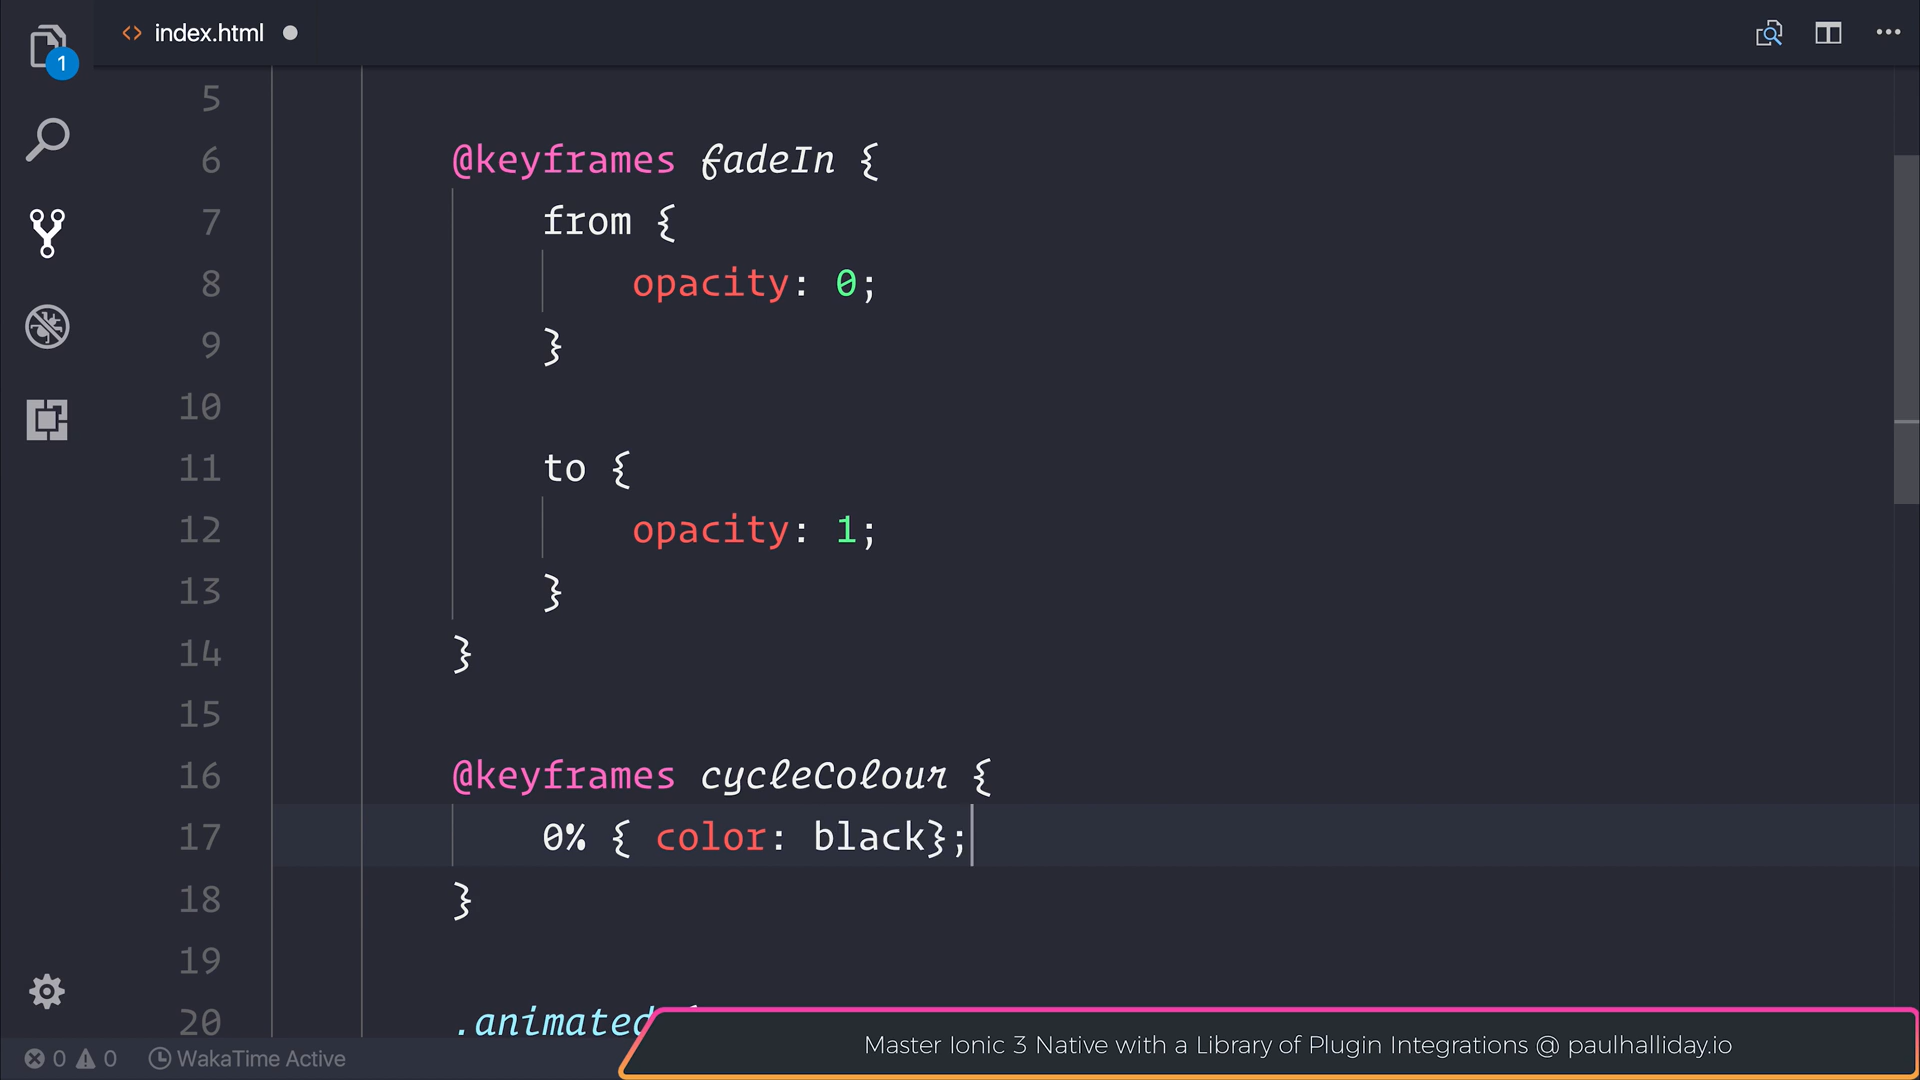 1
index.html
5
6 @keyframes fadeIn {
7 from {
8 opacity: 0;
9 }
10
11 to {
12 opacity: 1;
13 }
14 }
15
16 @keyframes cycleColour {
17 0% { color: black};
18 }
19
20 .animated {
0 0 WakaTime Active
Master Ionic 3 Native with a Library of Plugin Integrations @ paulhalliday.io